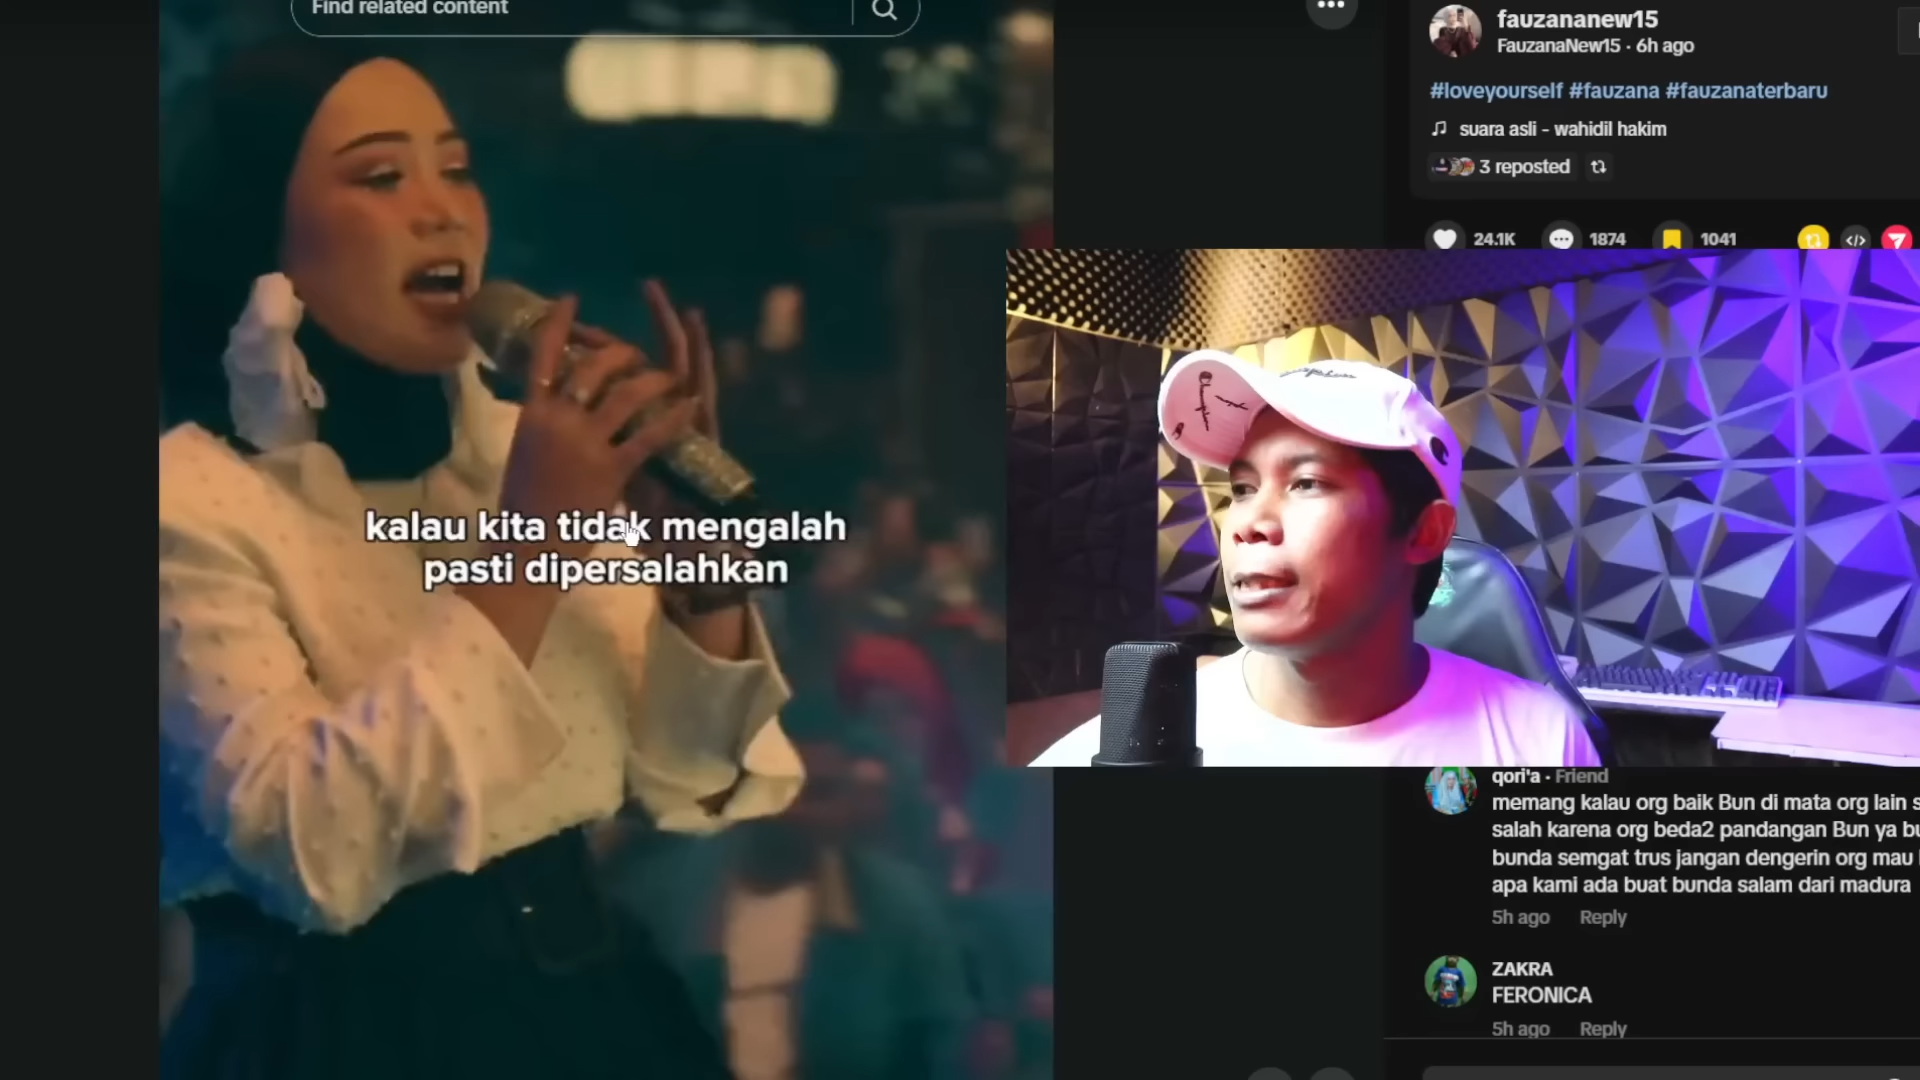 Find related content
fauzananew15
FauzanaNew15 · 6h ago
#loveyourself #fauzana #fauzanaterbaru
suara asli - wahidil hakim
3 reposted
24.1K 1874 1041
kalau kita tidak mengalah
pasti dipersalahkan
qori'a · Friend
memang kalau org baik Bun di mata org lain s
salah karena org beda2 pandangan Bun ya bu
bunda semgat trus jangan dengerin org mau
apa kami ada buat bunda salam dari madura
5h ago Reply
ZAKRA
FERONICA
5h ago Reply